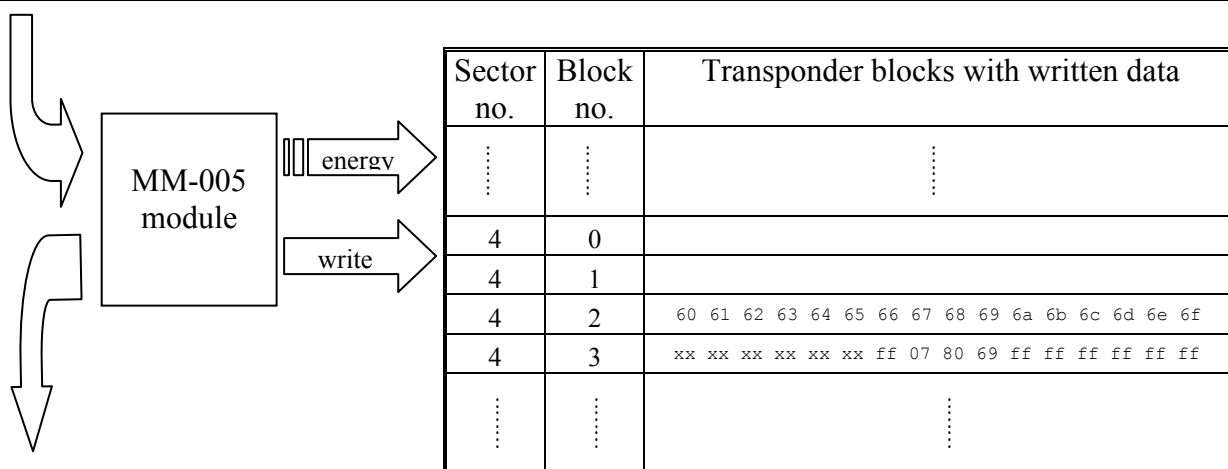 Sector Block Transponder blocks with written data
no. no.
MM-005
module
energy
write
4 0
4 1
4 2 60 61 62 63 64 65 66 67 68 69 6a 6b 6c 6d 6e 6f
4 3 xx xx xx xx xx xx ff 07 80 69 ff ff ff ff ff ff